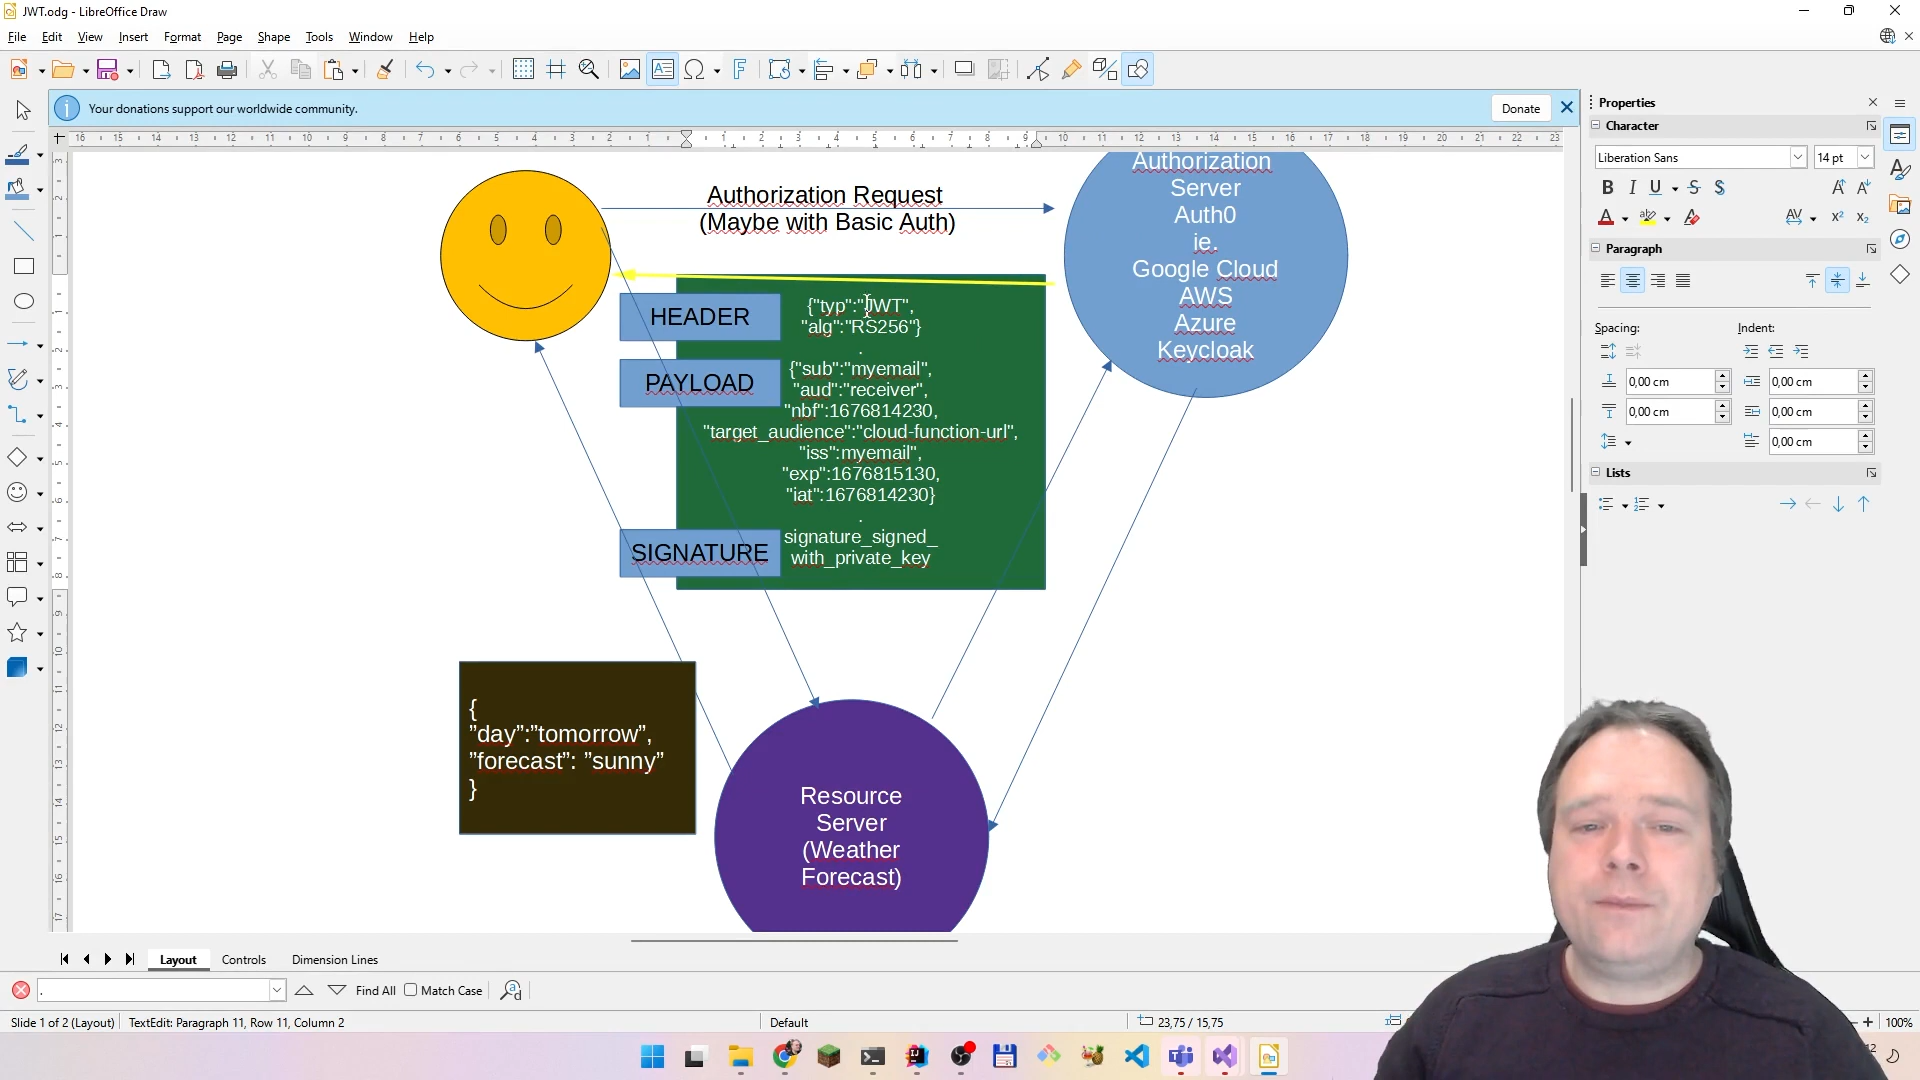 JWT.odg - LibreOffice Draw
File Edit View Insert Format Page Shape Tools Window Help
Your donations support our worldwide community.
Donate
Authorization Request
(Maybe with Basic Auth)
Authorization
Server
Auth0
ie.
Google Cloud
AWS
Azure
Keycloak
HEADER
{"typ":"JWT",
"alg":"RS256"}
.
PAYLOAD
{"sub":"myemail",
"aud":"receiver",
"nbf":1676814230,
"target_audience":"cloud-function-url",
"iss":myemail",
"exp":1676815130,
"iat":1676814230}
.
SIGNATURE
signature_signed_
with_private_key
{
”day”:”tomorrow”,
”forecast”: ”sunny”
}
Resource
Server
(Weather
Forecast)
Properties
Character
Liberation Sans 14 pt
Paragraph
Spacing: Indent:
0,00 cm 0,00 cm
0,00 cm 0,00 cm
0,00 cm
Lists
Layout Controls Dimension Lines
. Find All Match Case
Slide 1 of 2 (Layout) TextEdit: Paragraph 11, Row 11, Column 2 Default 23,75 / 15,75 100%